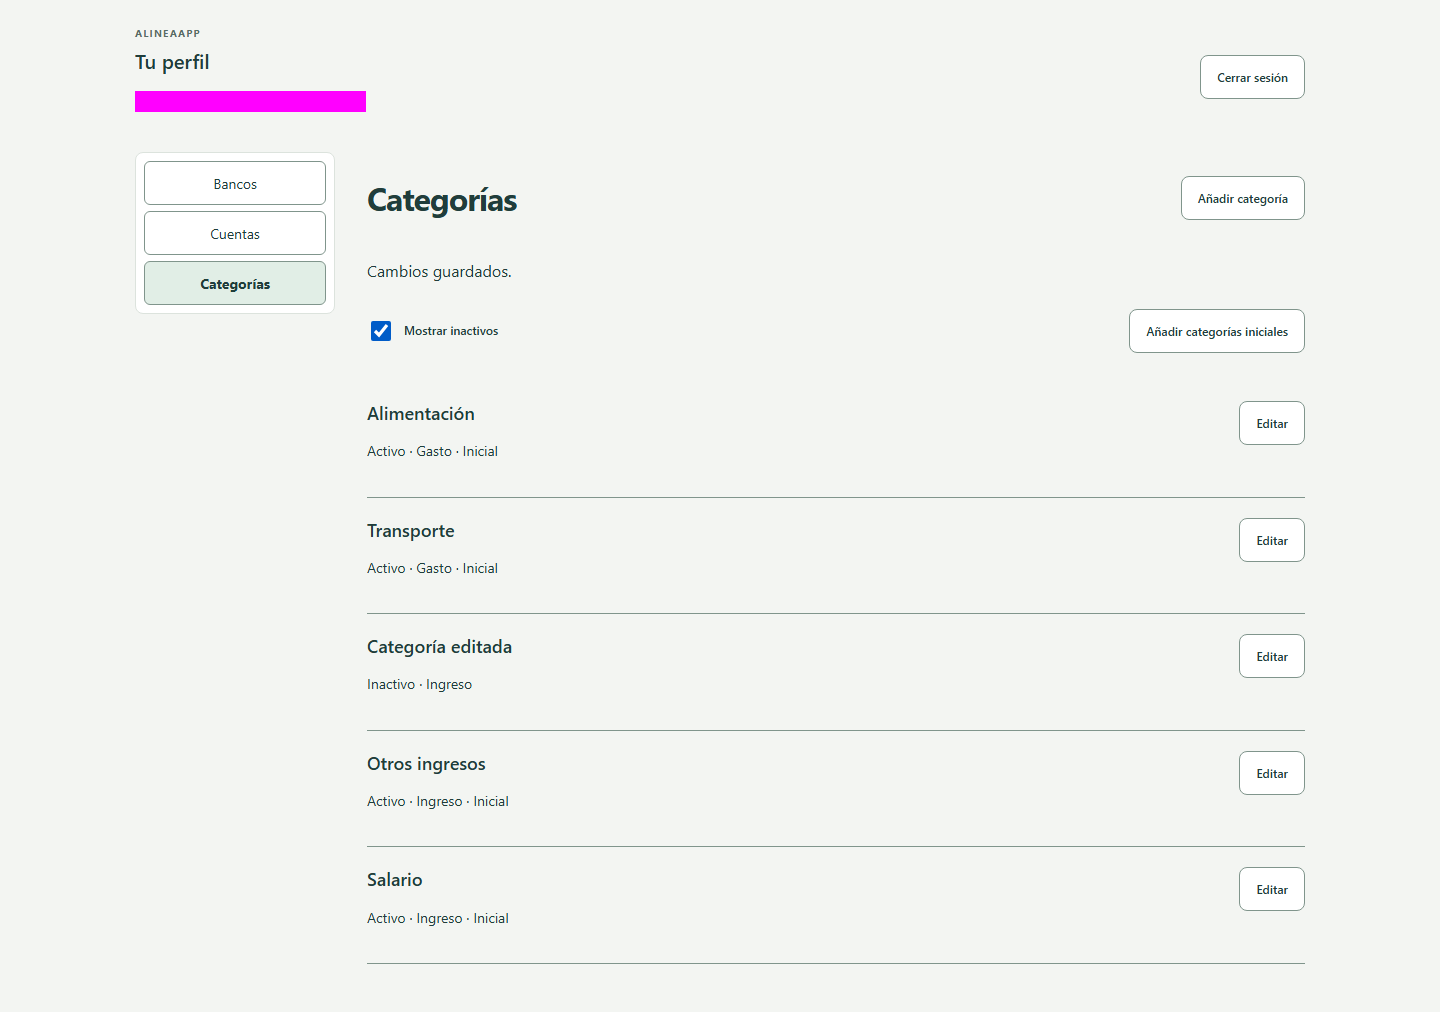 ALINEAAPP
Tu perfil
Cerrar sesión
Bancos
Cuentas
Categorías
Categorías
Añadir categoría
Cambios guardados.
Mostrar inactivos
Añadir categorías iniciales
Alimentación
Editar
Activo · Gasto · Inicial
Transporte
Editar
Activo · Gasto · Inicial
Categoría editada
Editar
Inactivo · Ingreso
Otros ingresos
Editar
Activo · Ingreso · Inicial
Salario
Editar
Activo · Ingreso · Inicial